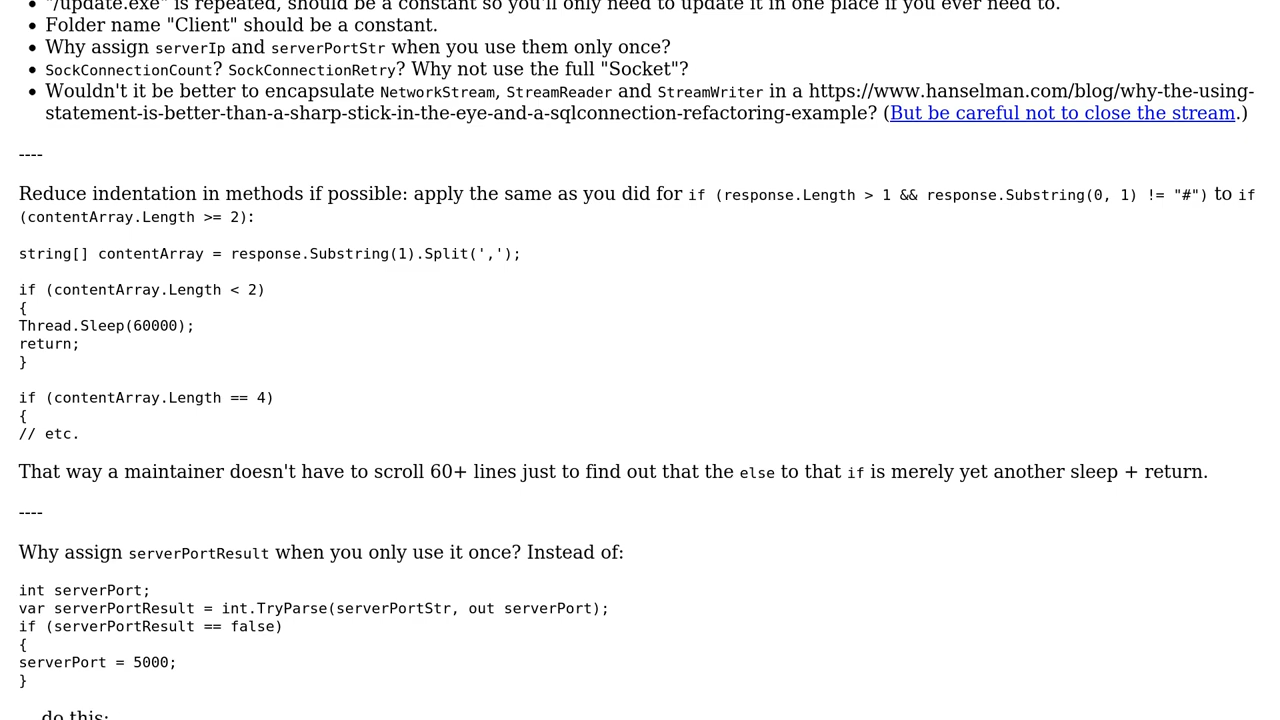 "/update.exe" is repeated, should be a constant so you'll only need to update it in one place if you ever need to.
Folder name "Client" should be a constant.
Why assign serverIp and serverPortStr when you use them only once?
SockConnectionCount? SockConnectionRetry? Why not use the full "Socket"?
Wouldn't it be better to encapsulate NetworkStream, StreamReader and StreamWriter in a https://www.hanselman.com/blog/why-the-using-
statement-is-better-than-a-sharp-stick-in-the-eye-and-a-sqlconnection-refactoring-example? (But be careful not to close the stream.)
----
Reduce indentation in methods if possible: apply the same as you did for if (response.Length > 1 && response.Substring(0, 1) != "#") to if
(contentArray.Length >= 2):
string[] contentArray = response.Substring(1).Split(',');
if (contentArray.Length < 2)
{
Thread.Sleep(60000);
return;
}
if (contentArray.Length == 4)
{
// etc.
That way a maintainer doesn't have to scroll 60+ lines just to find out that the else to that if is merely yet another sleep + return.
----
Why assign serverPortResult when you only use it once? Instead of:
int serverPort;
var serverPortResult = int.TryParse(serverPortStr, out serverPort);
if (serverPortResult == false)
{
serverPort = 5000;
}
do this: